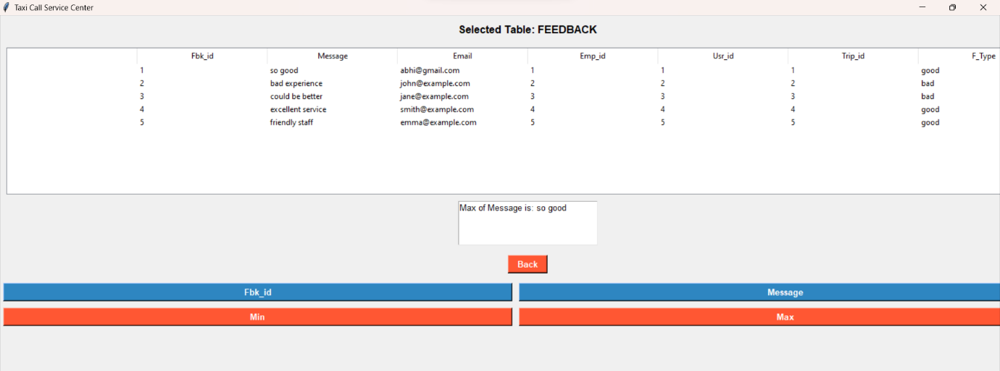 Taxi Call Service Center
Selected Table: FEEDBACK
Fbk_id Message Email Emp_id Usr_id Trip_id F_Type
1 so good abhi@gmail.com 1 1 1 good
2 bad experience john@example.com 2 2 2 bad
3 could be better jane@example.com 3 3 3 bad
4 excellent service smith@example.com 4 4 4 good
5 friendly staff emma@example.com 5 5 5 good
Max of Message is: so good
Back
Fbk_id Message
Min Max